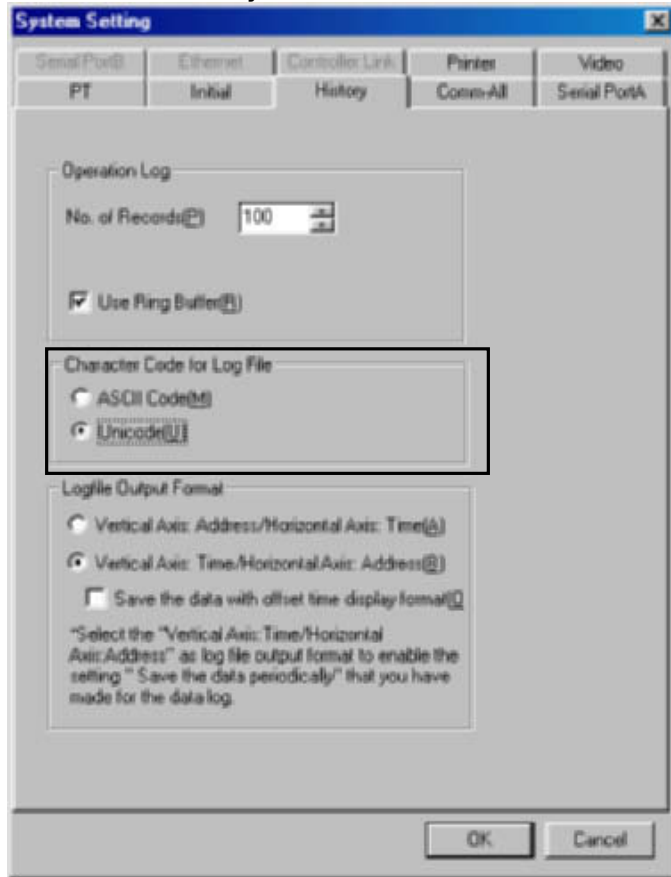 System Setting
Serial PortB Ethernet Controller Link Printer Video
PT Initial History Comm-All Serial PortA
Operation Log
No. of Records(P) 100
Use Ring Buffer(R)
Character Code for Log File
ASCII Code(M)
Unicode(U)
Logfile Output Format
Vertical Axis: Address/Horizontal Axis: Time(A)
Vertical Axis: Time/Horizontal Axis: Address(R)
Save the data with offset time display format(O
"Select the "Vertical Axis:Time/Horizontal
Axis:Address" as log file output format to enable the
setting " Save the data periodically" that you have
made for the data log.
OK Cancel